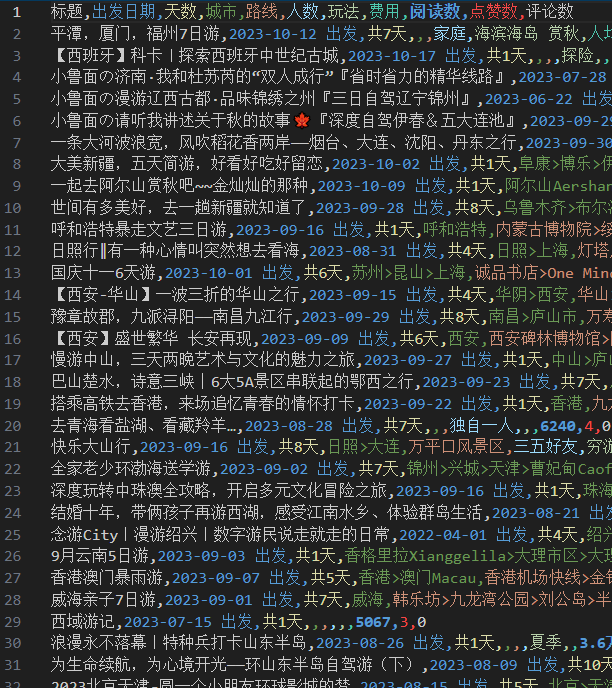 1 标题,出发日期,天数,城市,路线,人数,玩法,费用,阅读数,点赞数,评论数
2 平潭，厦门，福州7日游,2023-10-12 出发,共7天,,,家庭,海滨海岛 赏秋,人均
3 【西班牙】科卡｜探索西班牙中世纪古城,2023-10-17 出发,共1天,,,,探险,,
4 小鲁面の济南·我和杜苏芮的“双人成行”『省时省力的精华线路』,2023-07-28
5 小鲁面の漫游辽西古都·品味锦绣之州『三日自驾辽宁锦州』,2023-06-22 出发
6 小鲁面の请听我讲述关于秋的故事🍁『深度自驾伊春＆五大连池』,2023-09-29
7 一条大河波浪宽，风吹稻花香两岸——烟台、大连、沈阳、丹东之行,2023-09-30
8 大美新疆，五天简游，好看好吃好留恋,2023-10-02 出发,共1天,阜康>博乐>伊
9 一起去阿尔山赏秋吧~~金灿灿的那种,2023-10-09 出发,共1天,阿尔山Aershan
10 世间有多美好，去一趟新疆就知道了,2023-09-28 出发,共8天,乌鲁木齐>布尔
11 呼和浩特暴走文艺三日游,2023-09-16 出发,共1天,呼和浩特,内蒙古博物院>绥
12 日照行‖有一种心情叫突然想去看海,2023-08-31 出发,共4天,日照>上海,灯塔
13 国庆十一6天游,2023-10-01 出发,共6天,苏州>昆山>上海,诚品书店>One Mind
14 【西安-华山】一波三折的华山之行,2023-09-15 出发,共4天,华阴>西安,华山
15 豫章故郡，九派浔阳——南昌九江行,2023-09-29 出发,共8天,南昌>庐山市,万寿
16 【西安】盛世繁华 长安再现,2023-09-09 出发,共6天,西安,西安碑林博物馆>
17 慢游中山，三天两晚艺术与文化的魅力之旅,2023-09-27 出发,共1天,中山>庐山
18 巴山楚水，诗意三峡｜6大5A景区串联起的鄂西之行,2023-09-23 出发,共7天,
19 搭乘高铁去香港，来场追忆青春的情怀打卡,2023-09-22 出发,共1天,香港,九
20 去青海看盐湖、看藏羚羊…,2023-08-28 出发,共7天,,,独自一人,,,6240,4,0
21 快乐大山行,2023-09-16 出发,共8天,日照>大连,万平口风景区,三五好友,穷游
22 全家老少环渤海送学游,2023-09-02 出发,共7天,锦州>兴城>天津>曹妃甸Caof
23 深度玩转中珠澳全攻略，开启多元文化冒险之旅,2023-09-16 出发,共1天,珠海
24 结婚十年，带俩孩子再游西湖，感受江南水乡、体验群岛生活,2023-08-21 出发
25 念游City｜漫游绍兴｜数字游民说走就走的日常,2022-04-01 出发,共4天,绍兴
26 9月云南5日游,2023-09-03 出发,共1天,香格里拉Xianggelila>大理市区>大
27 香港澳门暴雨游,2023-09-07 出发,共5天,香港>澳门Macau,香港机场快线>金
28 威海亲子7日游,2023-09-01 出发,共7天,威海,韩乐坊>九龙湾公园>刘公岛>半
29 西域游记,2023-07-15 出发,共1天,,,,,,5067,3,0
30 浪漫永不落幕｜特种兵打卡山东半岛,2023-08-26 出发,共1天,,,,夏季,,3.6万
31 为生命续航，为心境开光——环山东半岛自驾游（下）,2023-08-09 出发,共10天
32 2023北京天津-圆一个小朋友环球影城的梦,2023-08-15 出发,共5天,北京>天